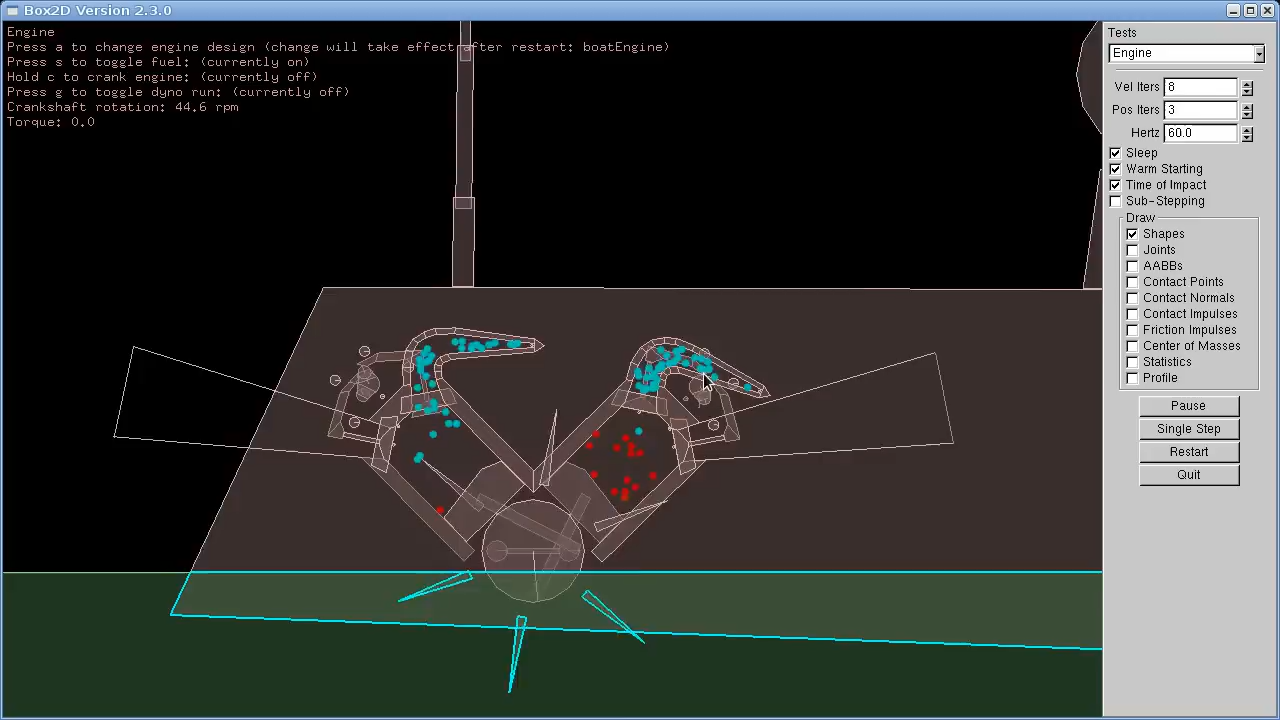 Box2D Version 2.3.0
Engine
Press a to change engine design (change will take effect after restart: boatEngine)
Press s to toggle fuel: (currently on)
Hold c to crank engine: (currently off)
Press g to toggle dyno run: (currently off)
Crankshaft rotation: 44.6 rpm
Torque: 0.0
Tests
Engine
Vel Iters 8
Pos Iters 3
Hertz 60.0
Sleep
Warm Starting
Time of Impact
Sub-Stepping
Draw
Shapes
Joints
AABBs
Contact Points
Contact Normals
Contact Impulses
Friction Impulses
Center of Masses
Statistics
Profile
Pause
Single Step
Restart
Quit